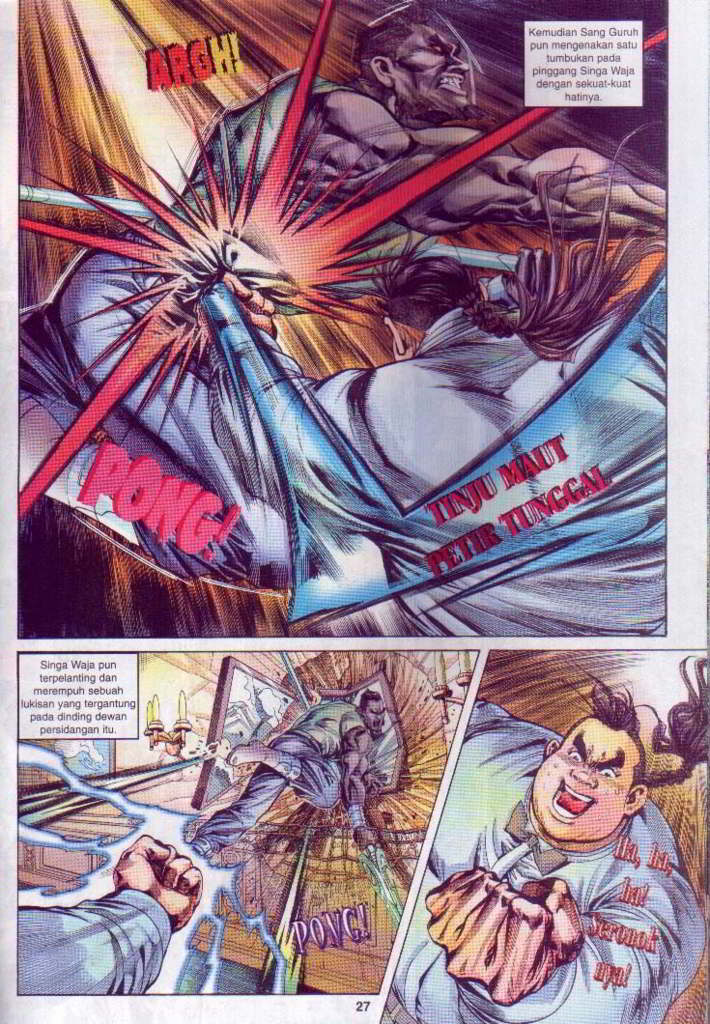 Kemudian Sang Guruh
pun mengenakan satu
tumbukan pada
pinggang Singa Waja
dengan sekuat-kuat
hatinya.
ARGH!
PONG!
TINJU MAUT
PETIR TUNGGAL
Singa Waja pun
terpelanting dan
merempuh sebuah
lukisan yang tergantung
pada dinding dewan
persidangan itu.
PONG!
Ha, ha,
ha!
Seronok
nya!
27